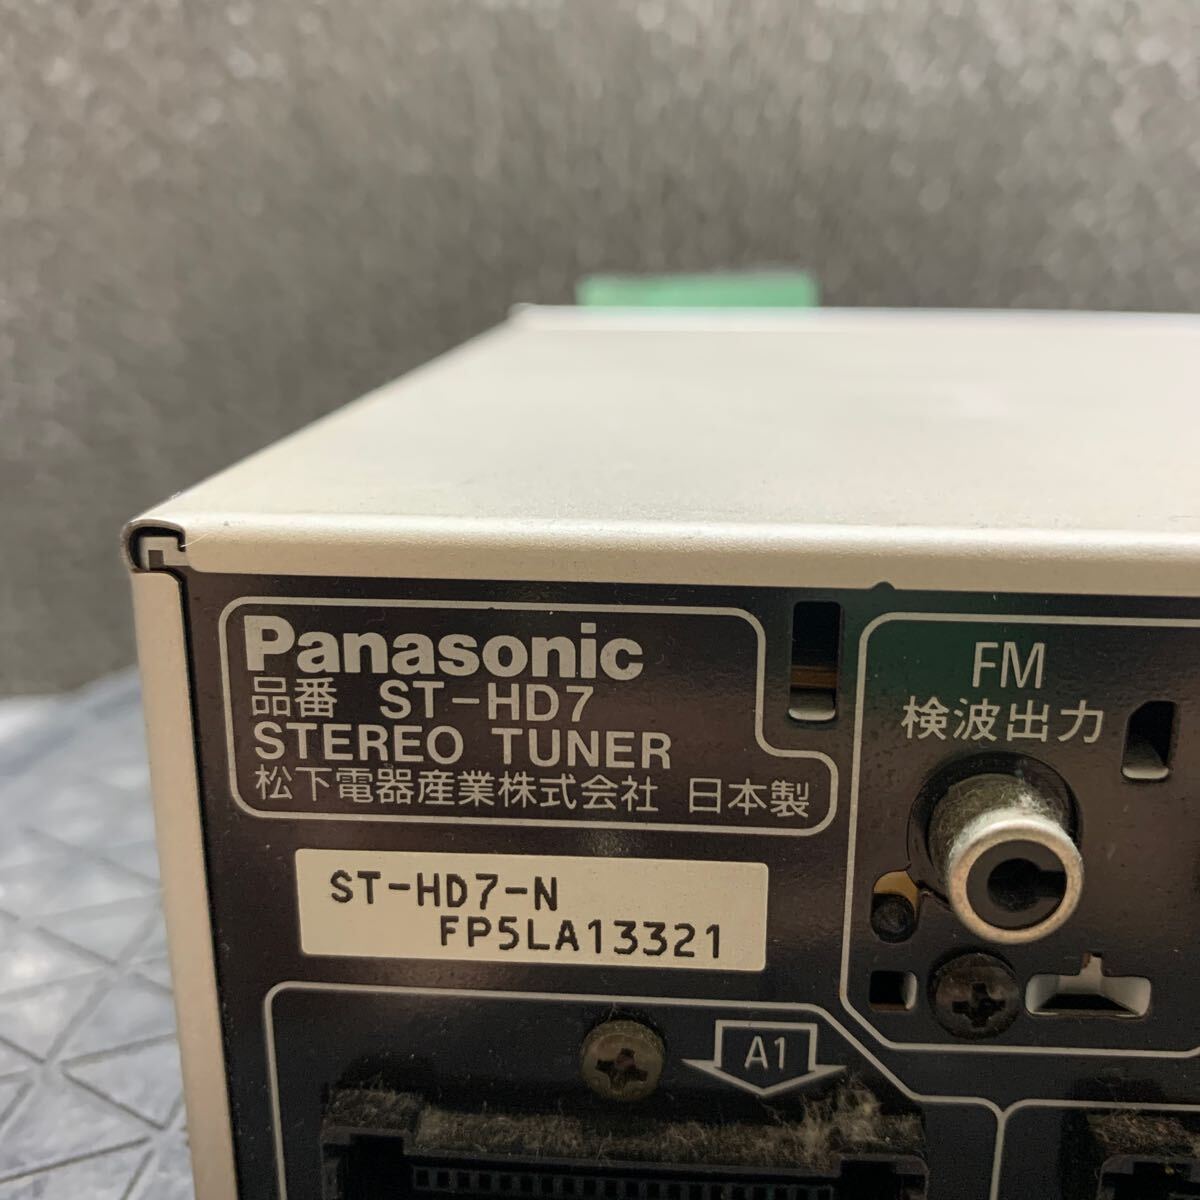 Panasonic
品番 ST-HD7
STEREO TUNER
松下電器産業株式会社 日本製
ST-HD7-N
FP5LA13321
FM
検波出力
A1